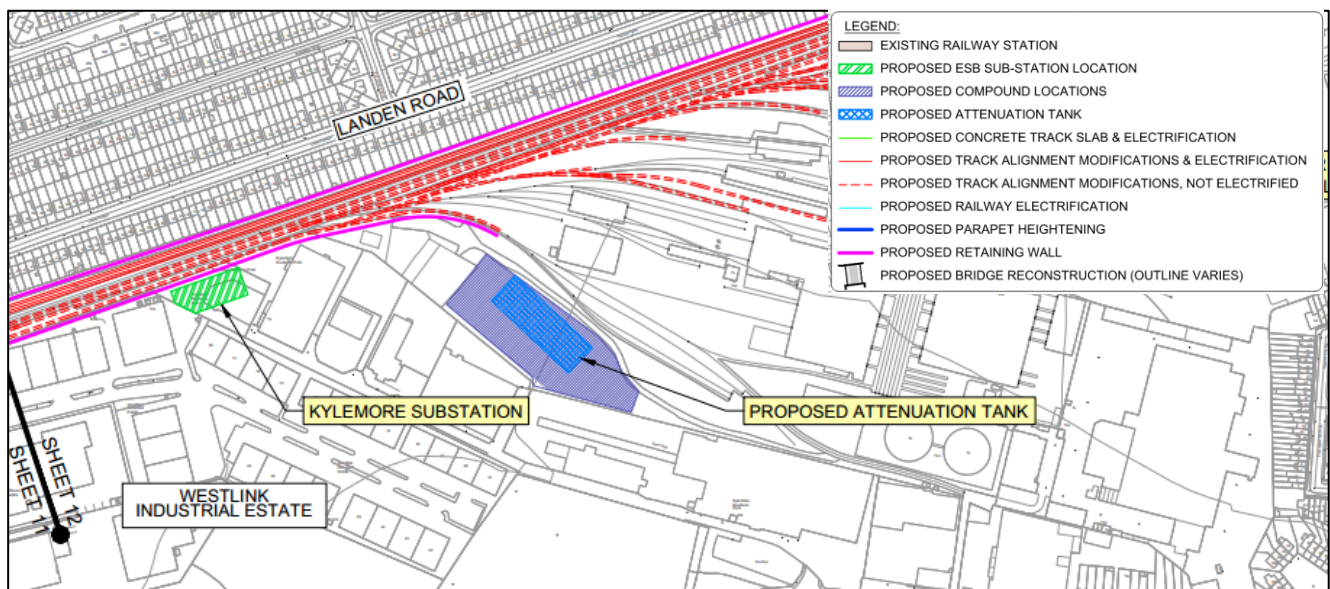 LANDEN ROAD
LEGEND:
EXISTING RAILWAY STATION
PROPOSED ESB SUB-STATION LOCATION
PROPOSED COMPOUND LOCATIONS
PROPOSED ATTENUATION TANK
PROPOSED CONCRETE TRACK SLAB & ELECTRIFICATION
PROPOSED TRACK ALIGNMENT MODIFICATIONS & ELECTRIFICATION
PROPOSED TRACK ALIGNMENT MODIFICATIONS, NOT ELECTRIFIED
PROPOSED RAILWAY ELECTRIFICATION
PROPOSED PARAPET HEIGHTENING
PROPOSED RETAINING WALL
PROPOSED BRIDGE RECONSTRUCTION (OUTLINE VARIES)
KYLEMORE SUBSTATION
PROPOSED ATTENUATION TANK
SHEET 12
SHEET 11
WESTLINK
INDUSTRIAL ESTATE